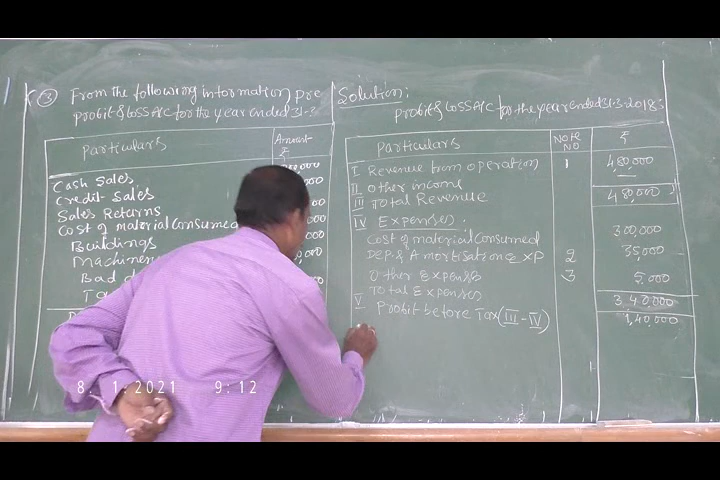 ③ From the following information pre
profit & Loss A/c for the year ended 31-3
Particulars
Amount
₹
Cash Sales
Credit Sales
Sales Returns
Cost of material Consumed
Buildings
Machinery
Bad
Solution:
profit & Loss A/c for the year ended 31-3-2018
Particulars Note No ₹
I Revenue from operation 1 4,80,000
II Other income —
III Total Revenue 4,80,000
IV Expenses.
Cost of material Consumed 3,00,000
DEP & Amortisation EXP 2 35,000
Other Expenses 3 5,000
Total Expenses 3,40,000
V Profit before Tax (III - IV) 1,40,000
8. 1.2021 9:12